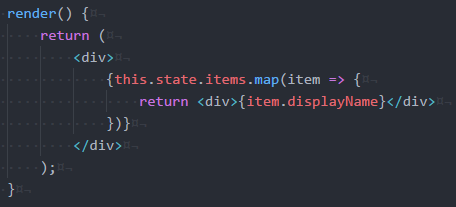 render() {
    return (
        <div>
            {this.state.items.map(item => {
                return <div>{item.displayName}</div>
            })}
        </div>
    );
}